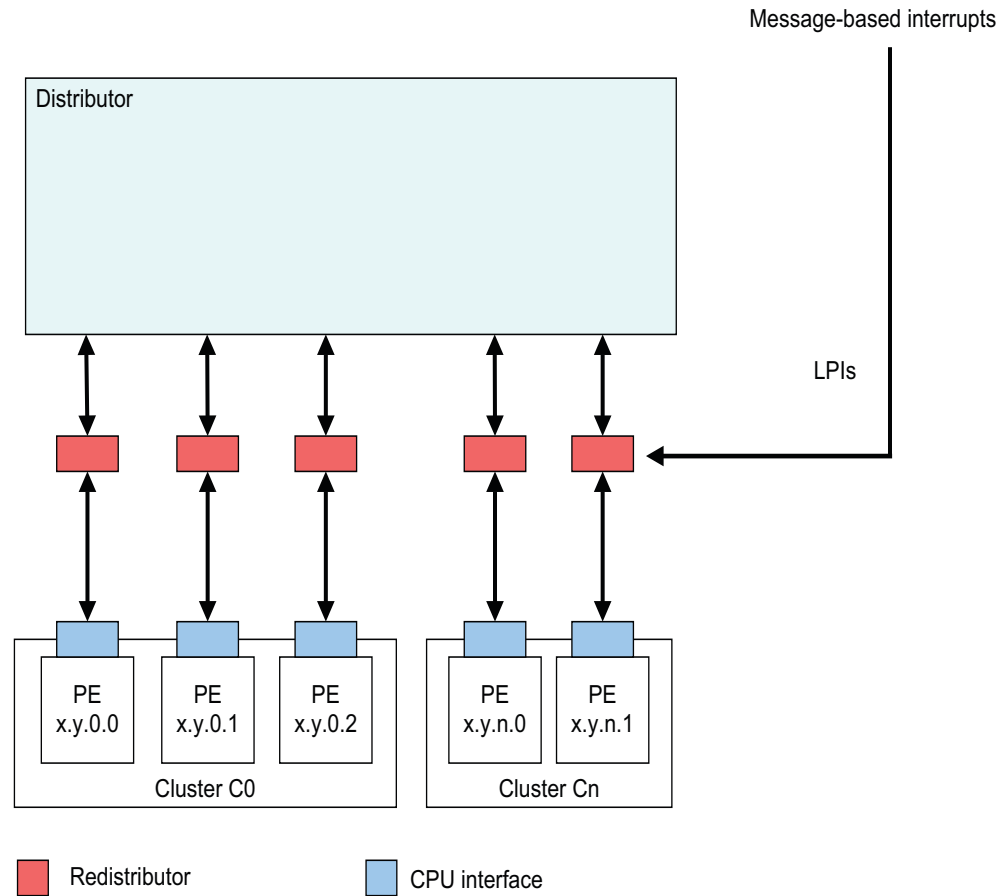 Message-based interrupts
Distributor
LPIs
PE
x.y.0.0
PE
x.y.0.1
PE
x.y.0.2
PE
x.y.n.0
PE
x.y.n.1
Cluster C0
Cluster Cn
Redistributor
CPU interface